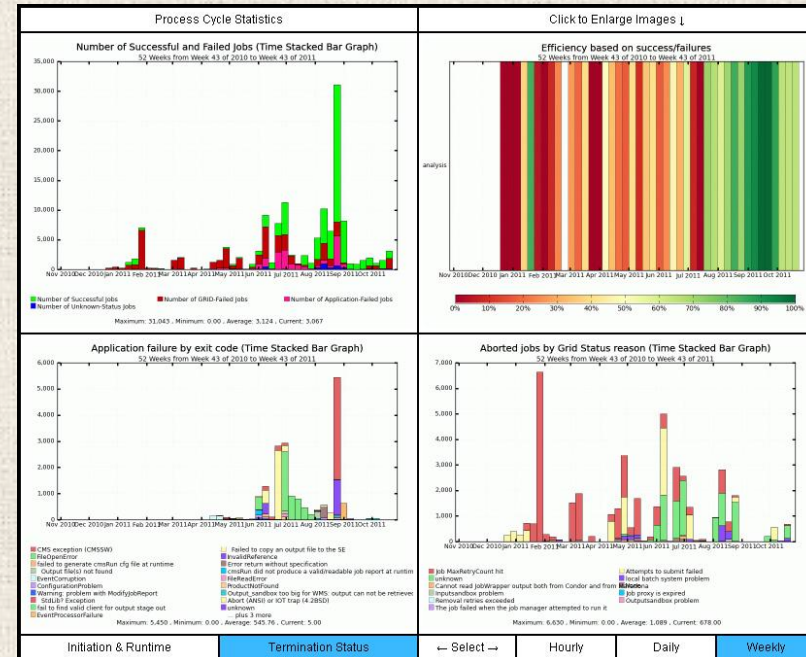 Process Cycle Statistics
Click to Enlarge Images ↓
Number of Successful and Failed Jobs (Time Stacked Bar Graph)
52 Weeks from Week 43 of 2010 to Week 43 of 2011
35,000
30,000
25,000
20,000
15,000
10,000
5,000
0
Nov 2010 Dec 2010 Jan 2011 Feb 2011 Mar 2011 Apr 2011 May 2011 Jun 2011 Jul 2011 Aug 2011 Sep 2011 Oct 2011
Number of Successful Jobs Number of GRID-Failed Jobs Number of Application-Failed Jobs
Number of Unknown-Status Jobs
Maximum: 31,043 , Minimum: 0.00 , Average: 3,124 , Current: 3,067
Efficiency based on success/failures
52 Weeks from Week 43 of 2010 to Week 43 of 2011
analysis
Nov 2010 Dec 2010 Jan 2011 Feb 2011 Mar 2011 Apr 2011 May 2011 Jun 2011 Jul 2011 Aug 2011 Sep 2011 Oct 2011
0% 10% 20% 30% 40% 50% 60% 70% 80% 90% 100%
Application failure by exit code (Time Stacked Bar Graph)
52 Weeks from Week 43 of 2010 to Week 43 of 2011
6,000
5,000
4,000
3,000
2,000
1,000
0
Nov 2010 Dec 2010 Jan 2011 Feb 2011 Mar 2011 Apr 2011 May 2011 Jun 2011 Jul 2011 Aug 2011 Sep 2011 Oct 2011
CMS exception (CMSSW) Failed to copy an output file to the SE
FileOpenError InvalidReference
failed to generate cmsRun cfg file at runtime Error return without specification
Output file(s) not found cmsRun did not produce a valid/readable job report at runtim
EventCorruption FileReadError
ConfigurationProblem ProductNotFound
Warning: problem with ModifyJobReport Output_sandbox too big for WMS: output can not be retrieved
StdLib? Exception Abort (ANSI) or IOT trap (4.2BSD)
Fail to find valid client for output stage out unknown
EventProcessorFailure plus 3 more
Maximum: 5,450 , Minimum: 0.00 , Average: 545.76 , Current: 5.00
Aborted jobs by Grid Status reason (Time Stacked Bar Graph)
52 Weeks from Week 43 of 2010 to Week 43 of 2011
7,000
6,000
5,000
4,000
3,000
2,000
1,000
0
Nov 2010 Dec 2010 Jan 2011 Feb 2011 Mar 2011 Apr 2011 May 2011 Jun 2011 Jul 2011 Aug 2011 Sep 2011 Oct 2011
Job MaxRetryCount hit Attempts to submit failed
unknown local batch system problem
Cannot read JobWrapper output both from Condor and from
Inputsandbox problem Job proxy is expired
Removal retries exceeded Outputsandbox problem
The job failed when the job manager attempted to run it
Maximum: 6,630 , Minimum: 0.00 , Average: 1,089 , Current: 678.00
Initiation & Runtime
Termination Status
← Select →
Hourly
Daily
Weekly